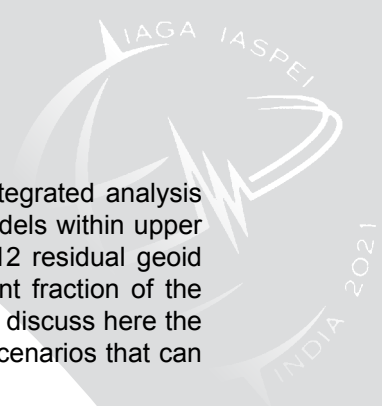 IAGA IASPEI
INDIA 2021
tegrated analysis
dels within upper
12 residual geoid
nt fraction of the
discuss here the
cenarios that can